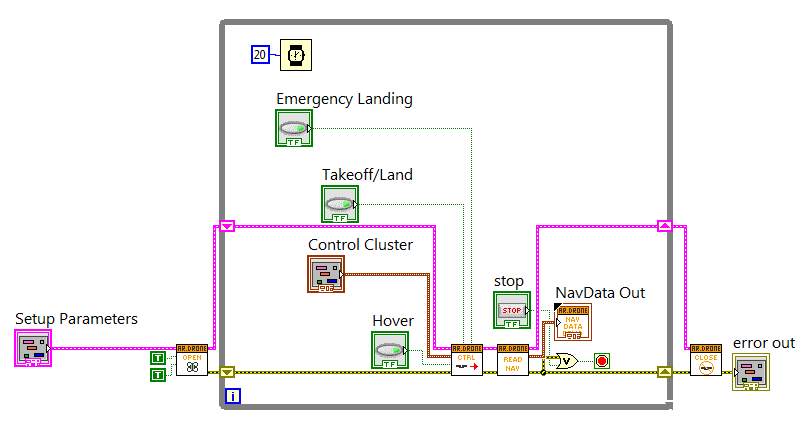 20
Emergency Landing
TF
Takeoff/Land
TF
Control Cluster
stop
STOP
TF
NavData Out
AR.DRONE
NAV
DATA
Setup Parameters
Hover
TF
AR.DRONE
OPEN
T
T
AR.DRONE
CTRL
AR.DRONE
READ
NAV
V
AR.DRONE
CLOSE
error out
i